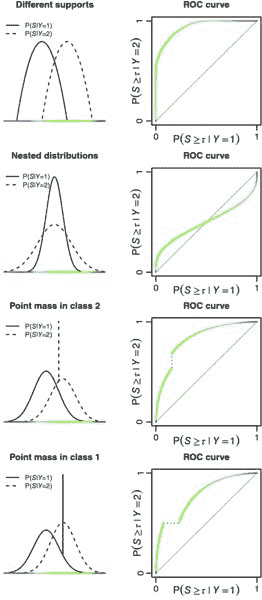 Different supports
P(S|Y=1)
P(S|Y=2)
ROC curve
P(S ≥ τ | Y = 2)
0
1
0
1
P(S ≥ τ | Y = 1)
Nested distributions
P(S|Y=1)
P(S|Y=2)
ROC curve
P(S ≥ τ | Y = 2)
0
1
0
1
P(S ≥ τ | Y = 1)
Point mass in class 2
P(S|Y=1)
P(S|Y=2)
ROC curve
P(S ≥ τ | Y = 2)
0
1
0
1
P(S ≥ τ | Y = 1)
Point mass in class 1
P(S|Y=1)
P(S|Y=2)
ROC curve
P(S ≥ τ | Y = 2)
0
1
0
1
P(S ≥ τ | Y = 1)